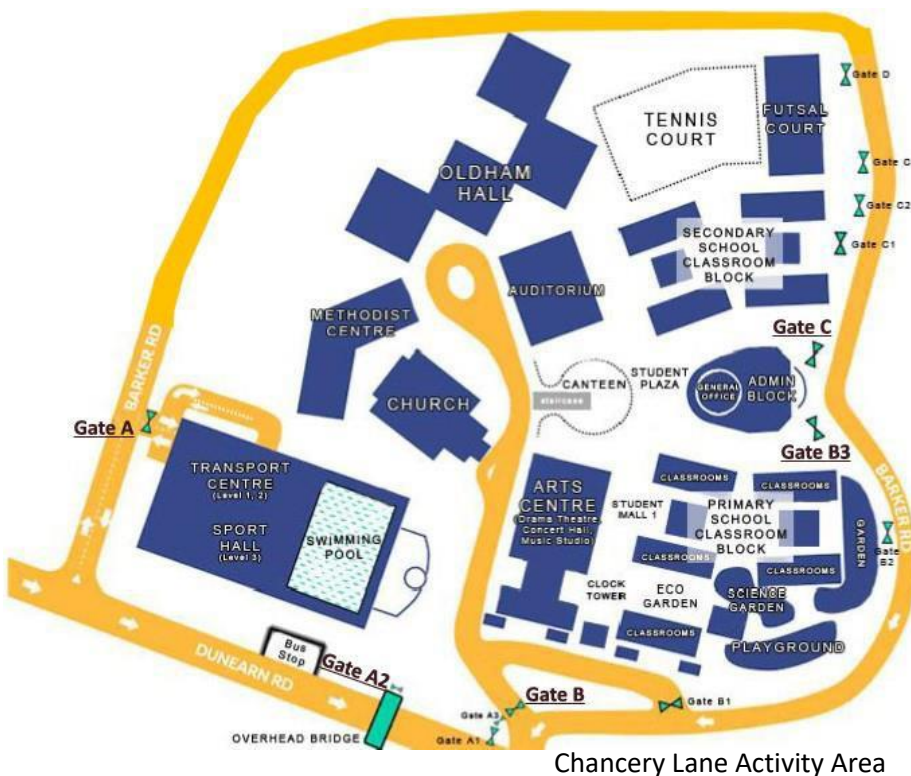 Gate D
TENNIS
COURT
FUTSAL
COURT
Gate C
OLDHAM
HALL
Gate C2
SECONDARY
SCHOOL
CLASSROOM
BLOCK
Gate C1
AUDITORIUM
METHODIST
CENTRE
BARKER RD
Gate C
CANTEEN
staircase
STUDENT
PLAZA
GENERAL
OFFICE
ADMIN
BLOCK
CHURCH
Gate A
Gate B3
TRANSPORT
CENTRE
(Level 1, 2)
SPORT
HALL
(Level 3)
SWIMMING
POOL
ARTS
CENTRE
(Drama Theatre,
Concert Hall,
Music Studio)
CLASSROOMS
CLASSROOMS
STUDENT
MALL 1
PRIMARY
SCHOOL
CLASSROOM
BLOCK
CLASSROOMS
CLASSROOMS
GARDEN
BARKER RD
Gate
B2
CLOCK
TOWER
ECO
GARDEN
SCIENCE
GARDEN
CLASSROOMS
PLAYGROUND
Bus
Stop
DUNEARN RD
Gate A2
Gate B
Gate A3
Gate B1
OVERHEAD BRIDGE
Gate A1
Chancery Lane Activity Area